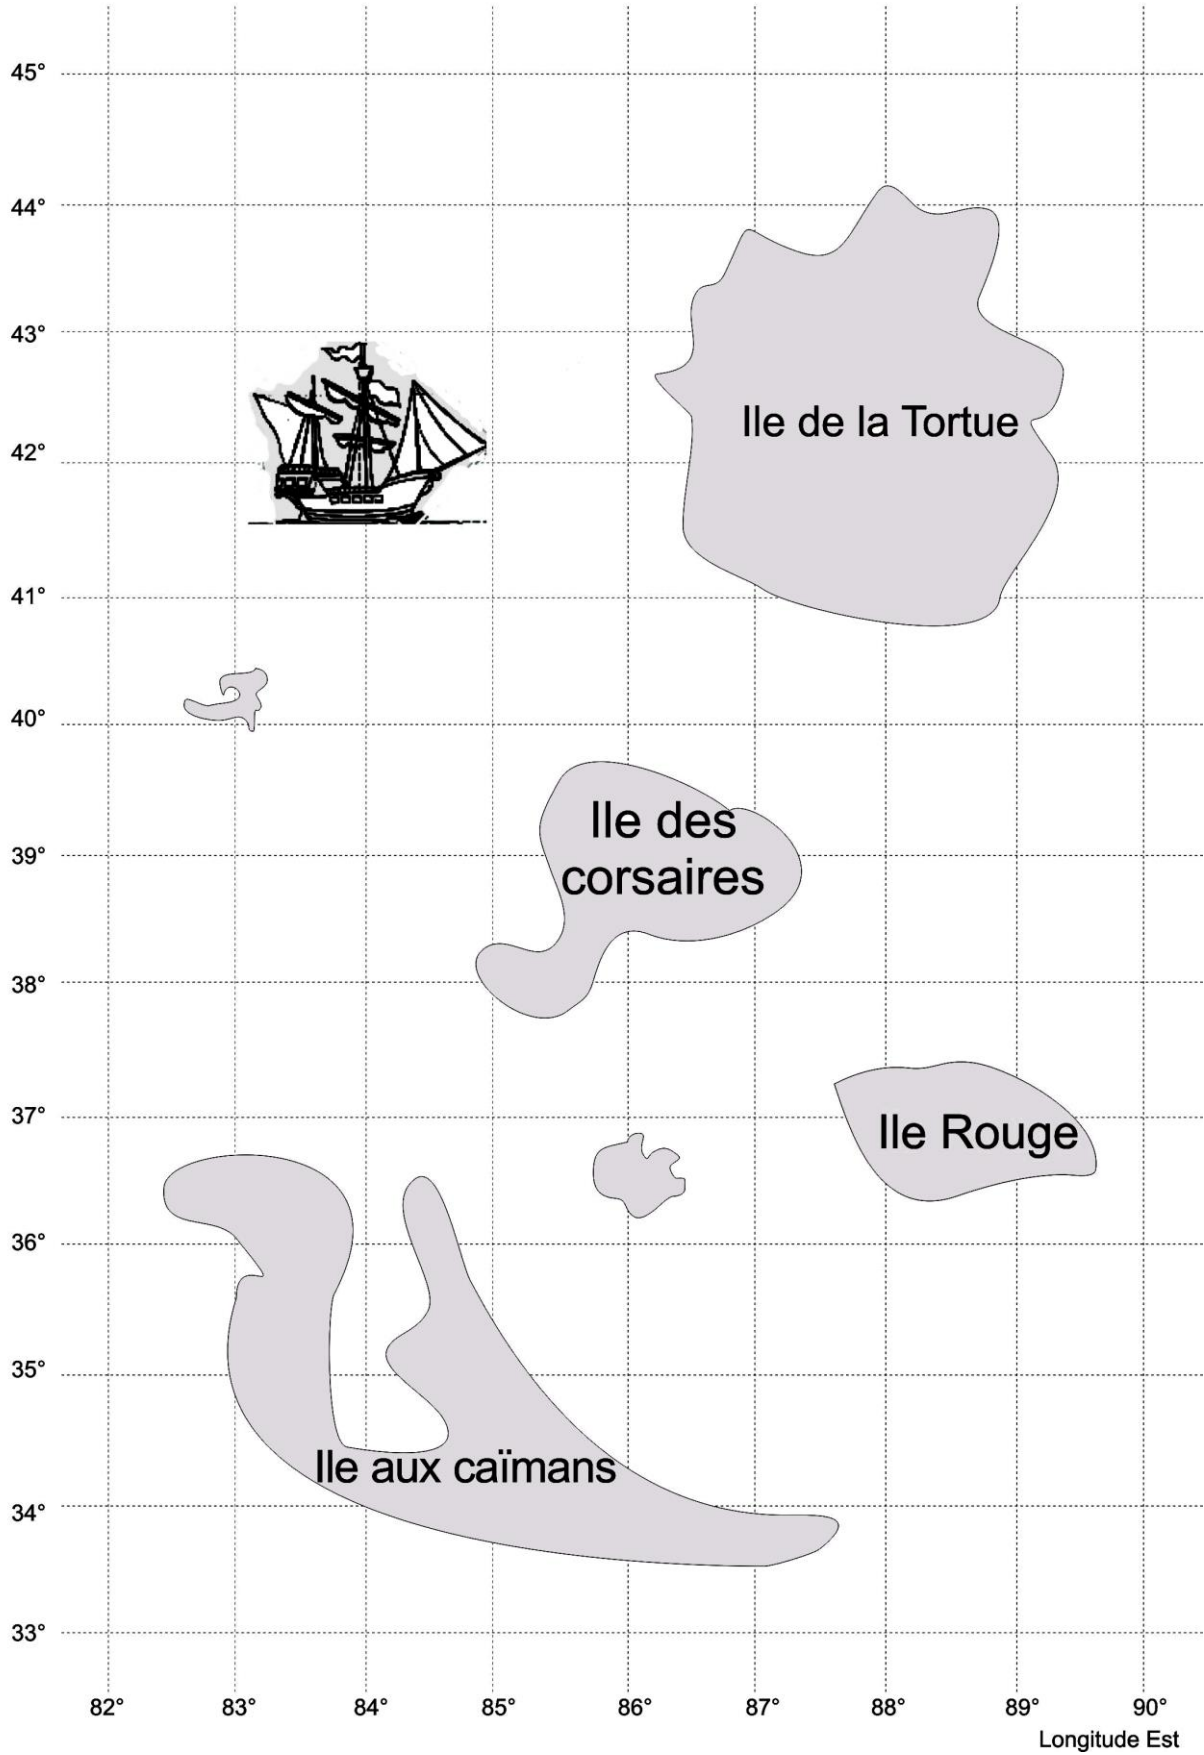 45°
44°
43°
Ile de la Tortue
42°
41°
40°
Ile des
corsaires
39°
38°
37°
Ile Rouge
36°
35°
Ile aux caïmans
34°
33°
82° 83° 84° 85° 86° 87° 88° 89° 90°
Longitude Est